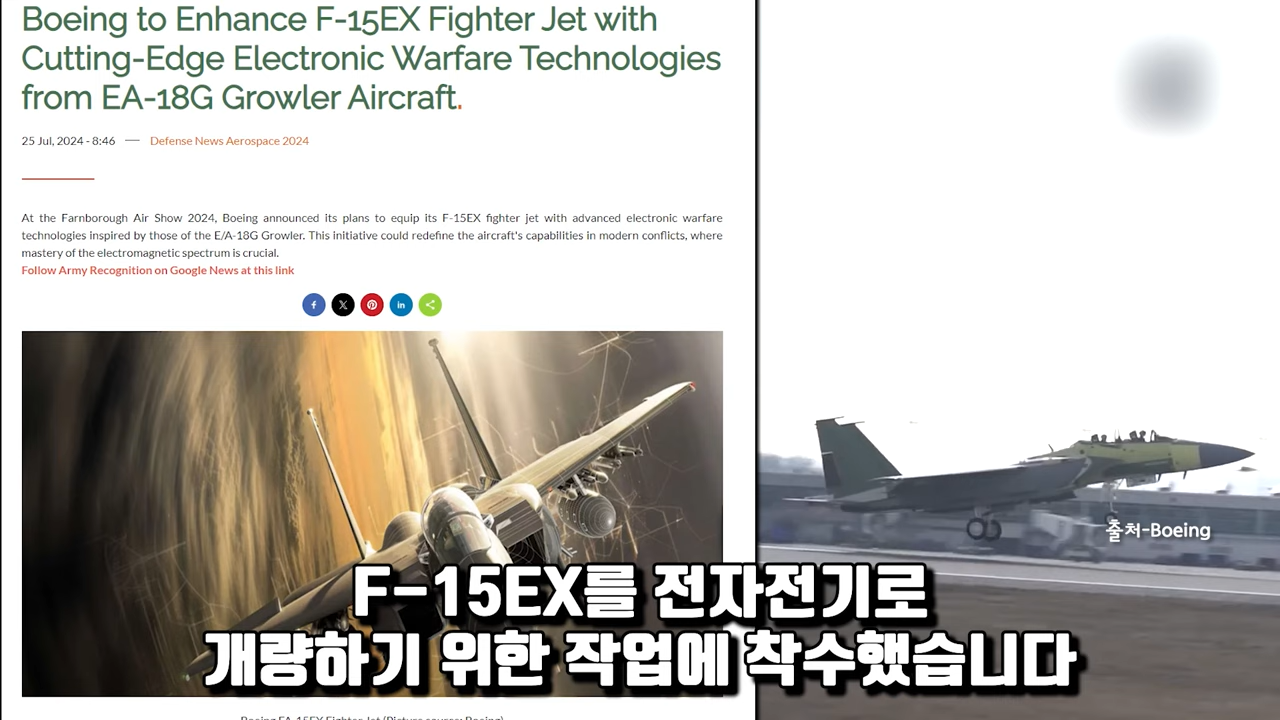 Boeing to Enhance F-15EX Fighter Jet with
Cutting-Edge Electronic Warfare Technologies
from EA-18G Growler Aircraft.
25 Jul, 2024 - 8:46 — Defense News Aerospace 2024
At the Farnborough Air Show 2024, Boeing announced its plans to equip its F-15EX fighter jet with advanced electronic warfare
technologies inspired by those of the E/A-18G Growler. This initiative could redefine the aircraft's capabilities in modern conflicts, where
mastery of the electromagnetic spectrum is crucial.
Follow Army Recognition on Google News at this link
출처-Boeing
F-15EX를 전자전기로
개량하기 위한 작업에 착수했습니다
Boeing EA-15EX Fighter Jet (Picture source: Boeing)